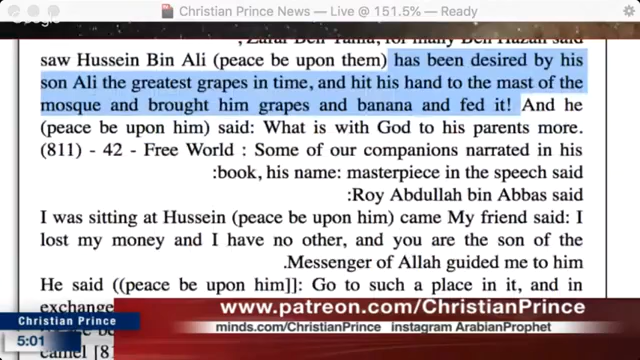 Christian Prince News — Live @ 151.5% — Ready
saw Hussein Bin Ali (peace be upon them) has been desired by his
son Ali the greatest grapes in time, and hit his hand to the mast of the
mosque and brought him grapes and banana and fed it! And he
(peace be upon him) said: What is with God to his parents more.
(811) - 42 - Free World : Some of our companions narrated in his
:book, his name: masterpiece in the speech said
:Roy Abdullah bin Abbas said
I was sitting at Hussein (peace be upon him) came My friend said: I
lost my money and I have no other, and you are the son of the
.Messenger of Allah guided me to him
He said ((peace be upon him]]: Go to such a place in it, and in
exchange
www.patreon.com/ChristianPrince
Christian Prince
minds.com/ChristianPrince instagram ArabianProphet
5:01
camel [8